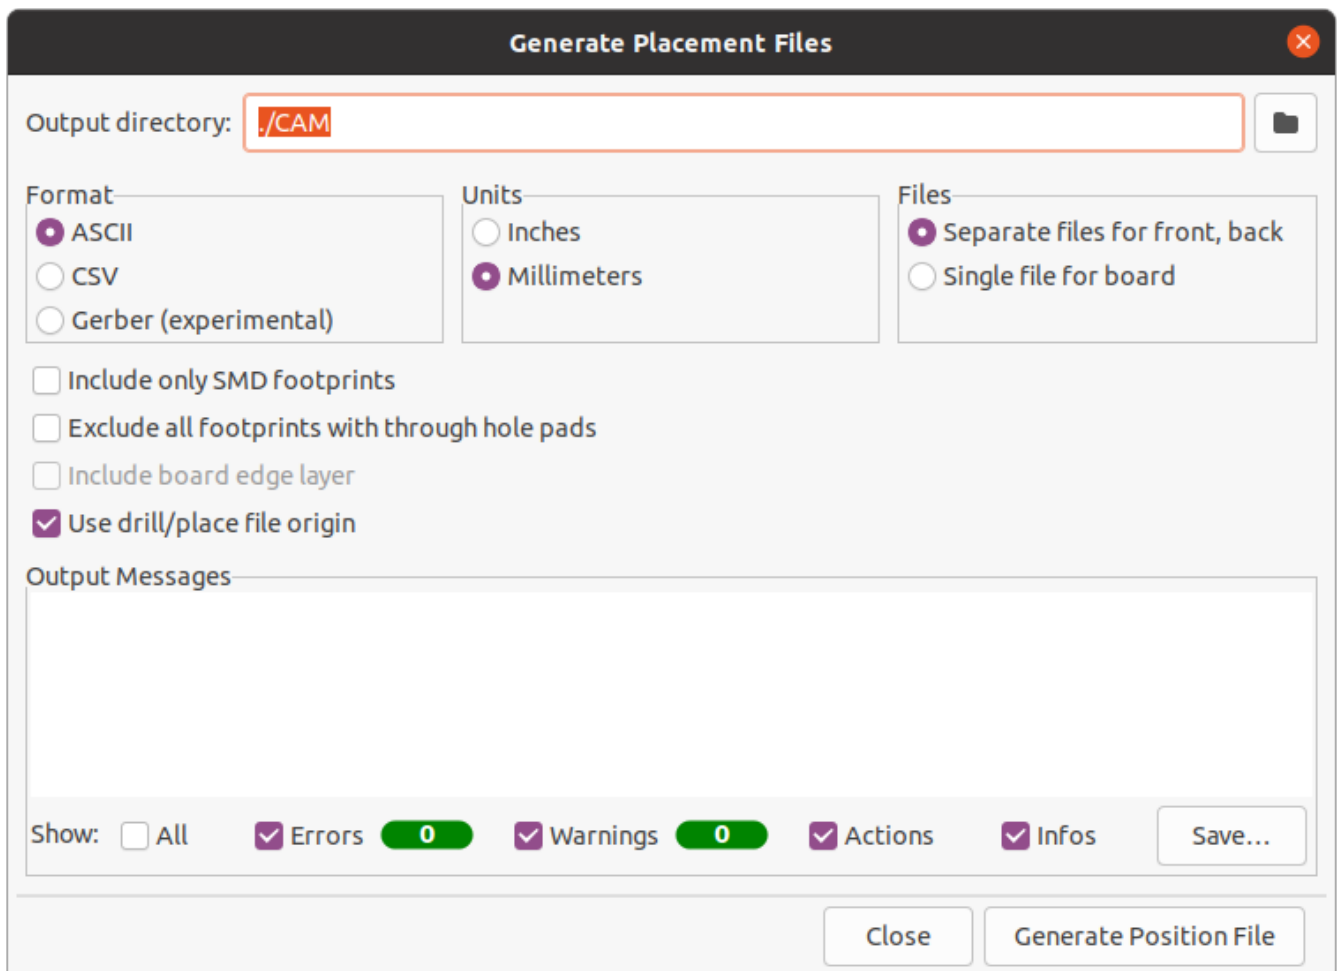 Generate Placement Files
Output directory: ./CAM
Format Units Files
ASCII Inches Separate files for front, back
CSV Millimeters Single file for board
Gerber (experimental)
Include only SMD footprints
Exclude all footprints with through hole pads
Include board edge layer
Use drill/place file origin
Output Messages
Show: All Errors 0 Warnings 0 Actions Infos Save...
Close Generate Position File